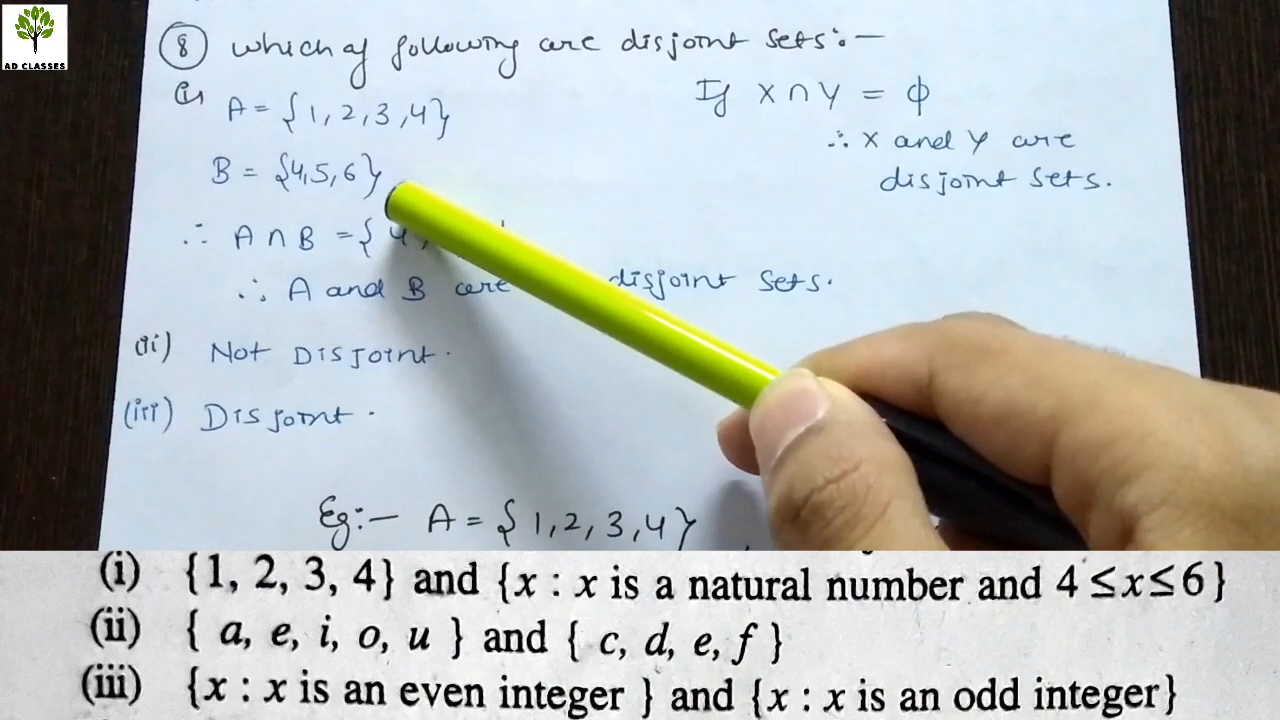 AD CLASSES
⑧ Which of following are disjoint sets:—
(i)
A = {1, 2, 3, 4}
If X ∩ Y = ϕ
B = {4, 5, 6}
∴ X and Y are
disjoint sets.
∴ A ∩ B = { 4
∴ A and B are disjoint sets.
(ii) Not Disjoint.
(iii) Disjoint.
Eg:— A = {1, 2, 3, 4}
(i) {1, 2, 3, 4} and {x : x is a natural number and 4 ≤ x ≤ 6}
(ii) { a, e, i, o, u } and { c, d, e, f }
(iii) {x : x is an even integer } and {x : x is an odd integer}